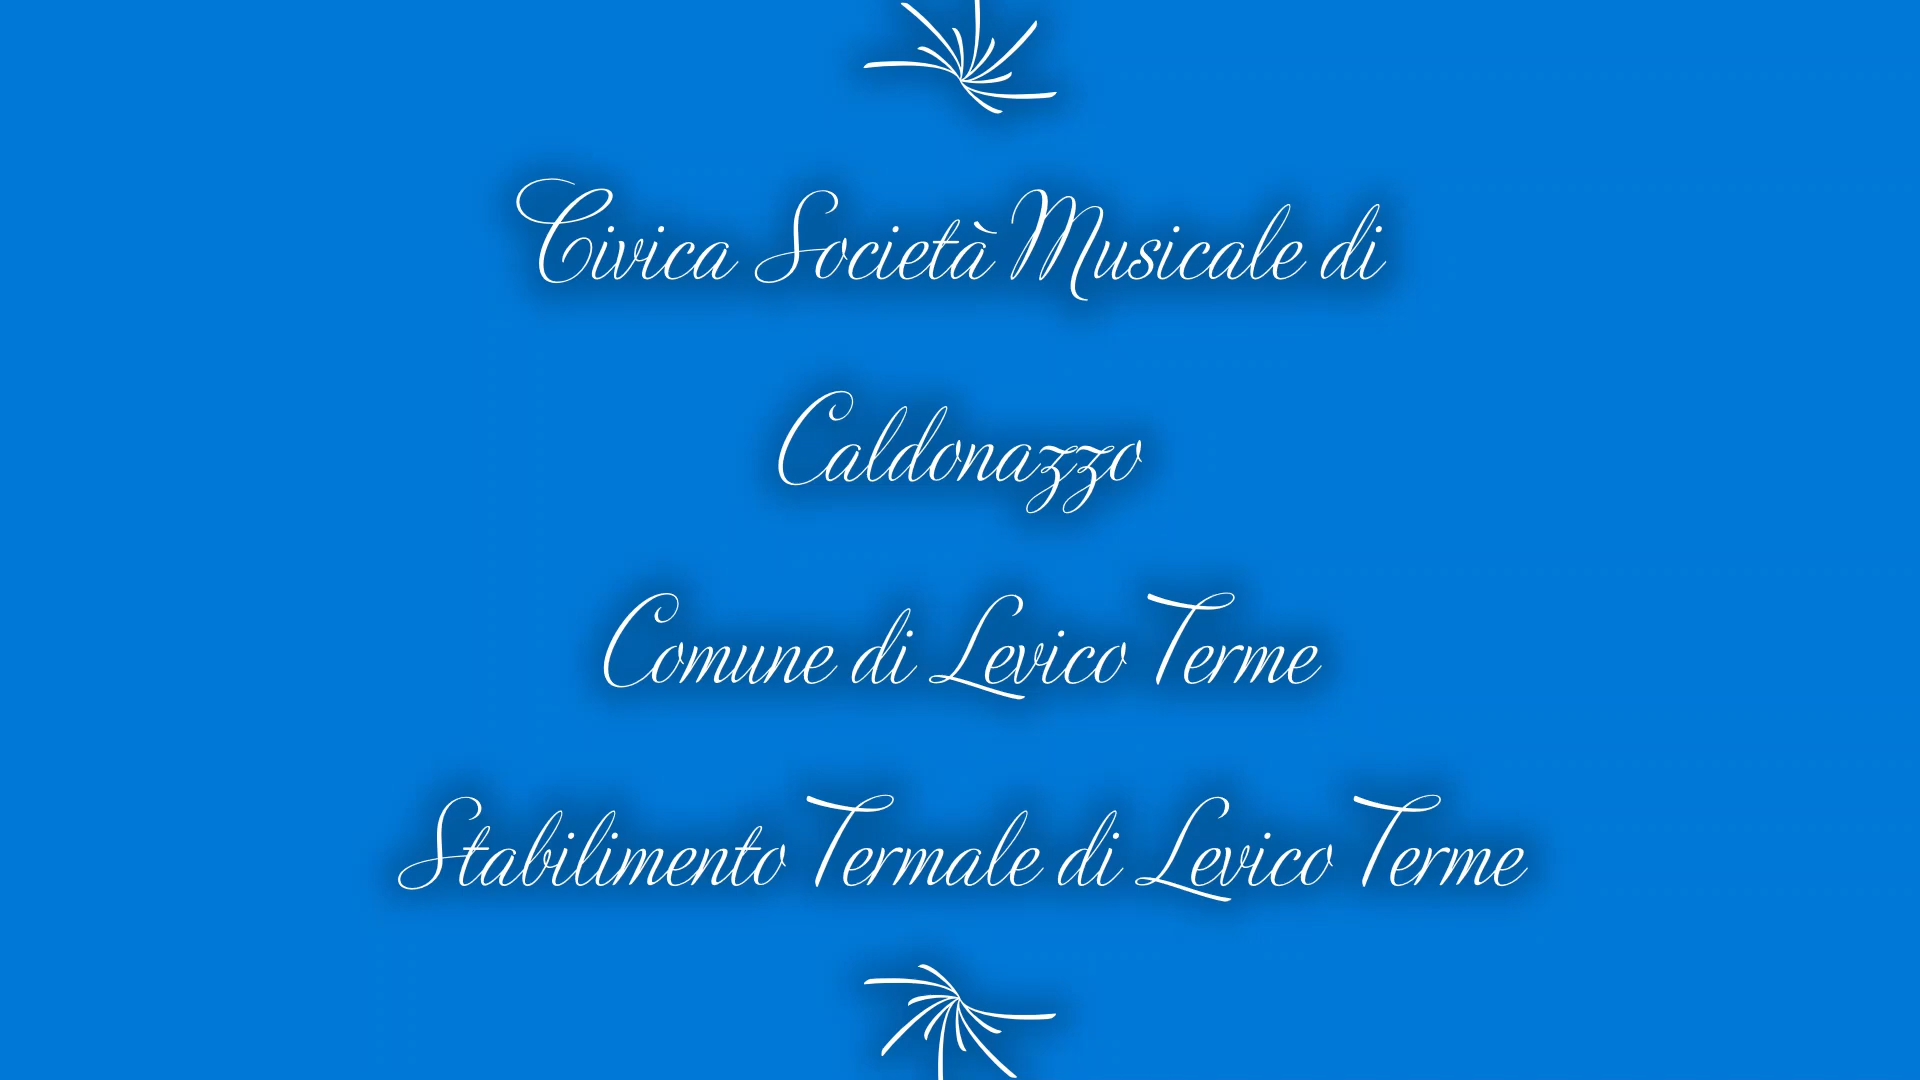 Civica Società Musicale di
Caldonazzo
Comune di Levico Terme
Stabilimento Termale di Levico Terme